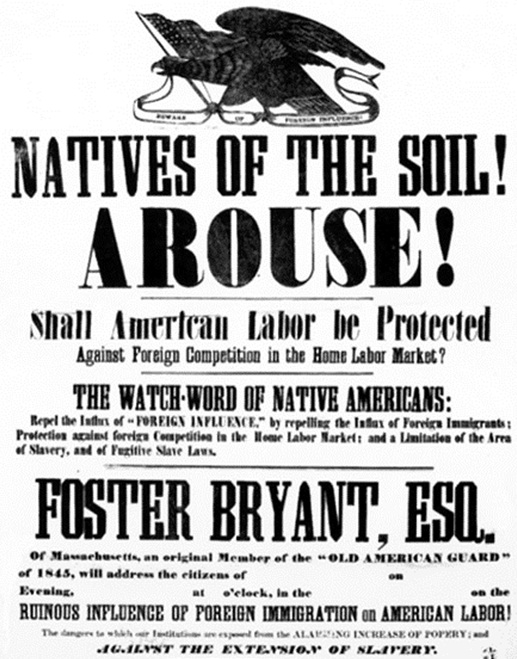 BEWARE OF FOREIGN INFLUENCE!
NATIVES OF THE SOIL!
AROUSE!
Shall American Labor be Protected
Against Foreign Competition in the Home Labor Market?
THE WATCH-WORD OF NATIVE AMERICANS:
Repel the Influx of "FOREIGN INFLUENCE," by repelling the Influx of Foreign Immigrants;
Protection against foreign Competition in the Home Labor Market; and a Limitation of the Area
of Slavery, and of Fugitive Slave Laws.
FOSTER BRYANT, ESQ.
Of Massachusetts, an original Member of the "OLD AMERICAN GUARD"
of 1845, will address the citizens of on
Evening, at o'clock, in the on the
RUINOUS INFLUENCE OF FOREIGN IMMIGRATION on AMERICAN LABOR!
The dangers to which our Institutions are exposed from the ALARMING INCREASE OF POPERY; and
AGAINST THE EXTENSION OF SLAVERY.